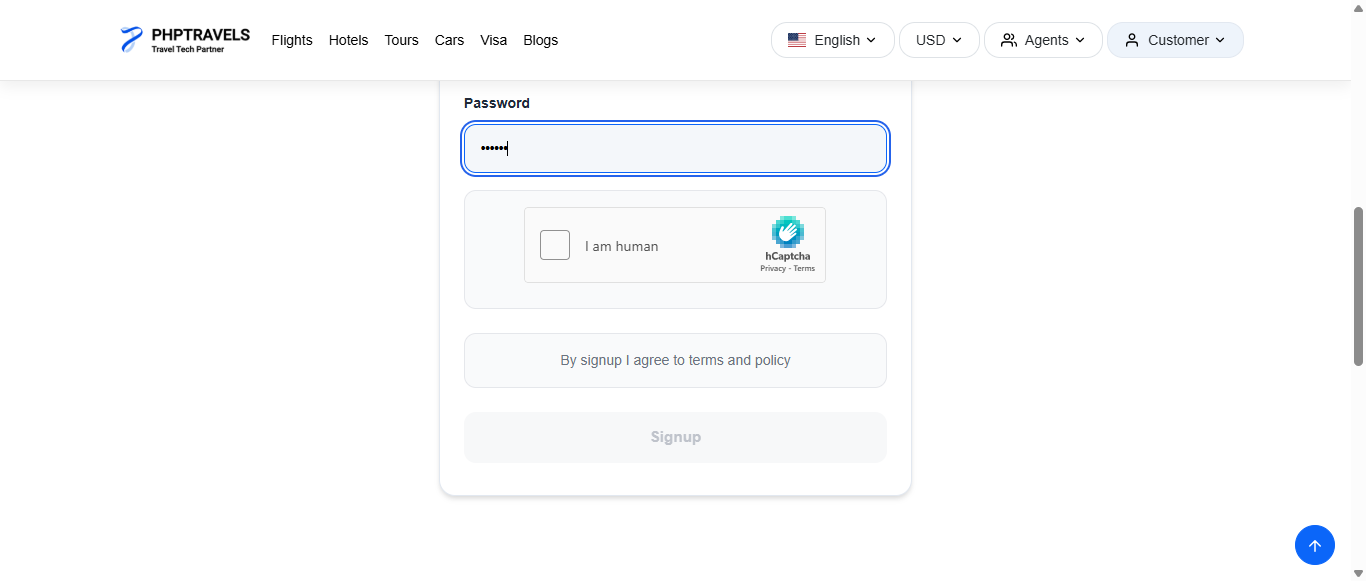 PHPTRAVELS
Travel Tech Partner
Flights Hotels Tours Cars Visa Blogs
English USD Agents Customer
Password
••••••
I am human
hCaptcha
Privacy - Terms
By signup I agree to terms and policy
Signup